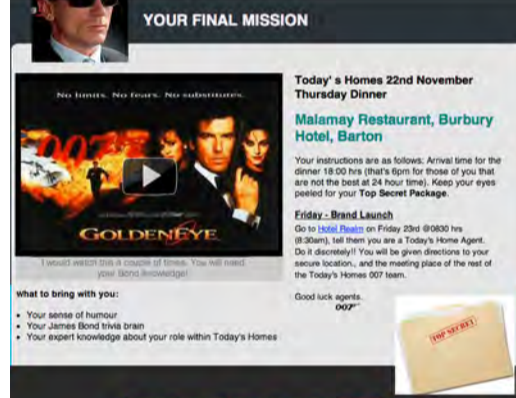 YOUR FINAL MISSION
No limits. No fears. No substitutes.
007
GOLDENEYE
I would watch this a couple of times. You will need
your Bond knowledge!
what to bring with you:
• Your sense of humour
• Your James Bond trivia brain
• Your expert knowledge about your role within Today's Homes
Today' s Homes 22nd November
Thursday Dinner
Malamay Restaurant, Burbury
Hotel, Barton
Your instructions are as follows: Arrival time for the
dinner 18:00 hrs (that's 6pm for those of you that
are not the best at 24 hour time). Keep your eyes
peeled for your Top Secret Package.
Friday - Brand Launch
Go to Hotel Realm on Friday 23rd @0830 hrs
(8:30am), tell them you are a Today's Home Agent.
Do it discretely!! You will be given directions to your
secure location., and the meeting place of the rest of
the Today's Homes 007 team.
Good luck agents.
007
TOP SECRET